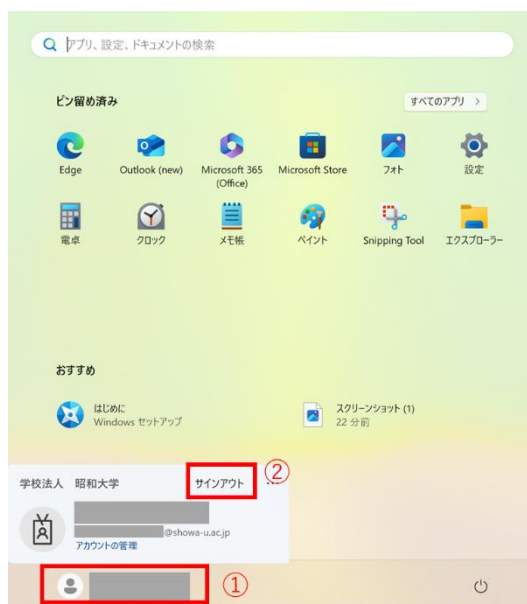 アプリ、設定、ドキュメントの検索
ピン留め済み
すべてのアプリ >
Edge
Outlook (new)
Microsoft 365
(Office)
Microsoft Store
フォト
設定
電卓
クロック
メモ帳
ペイント
Snipping Tool
エクスプローラー
おすすめ
はじめに
Windows セットアップ
スクリーンショット (1)
22 分前
学校法人 昭和大学
サインアウト
...
②
@showa-u.ac.jp
アカウントの管理
①